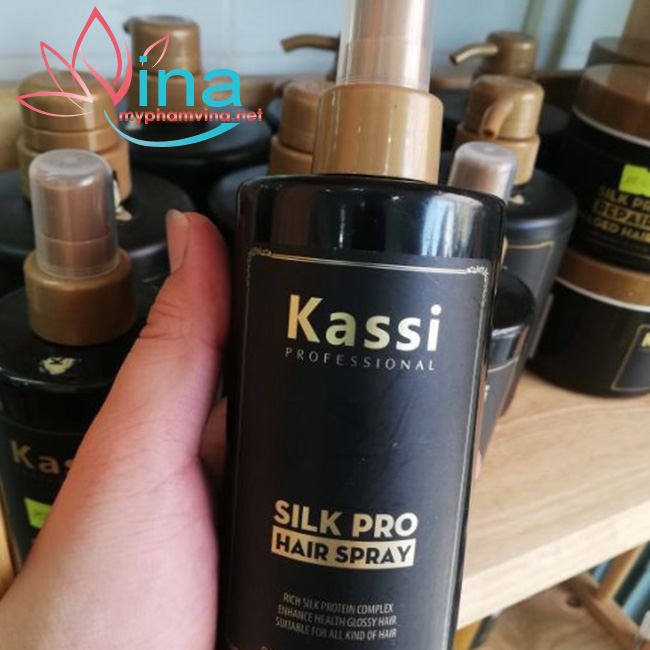 Vina
myphamvina.net
SILK PRO
REPAIR
Kassi
PROFESSIONAL
Kas
SILK PRO
HAIR SPRAY
RICH SILK PROTEIN COMPLEX
ENHANCE HEALTH GLOSSY HAIR
SUITABLE FOR ALL KIND OF HAIR